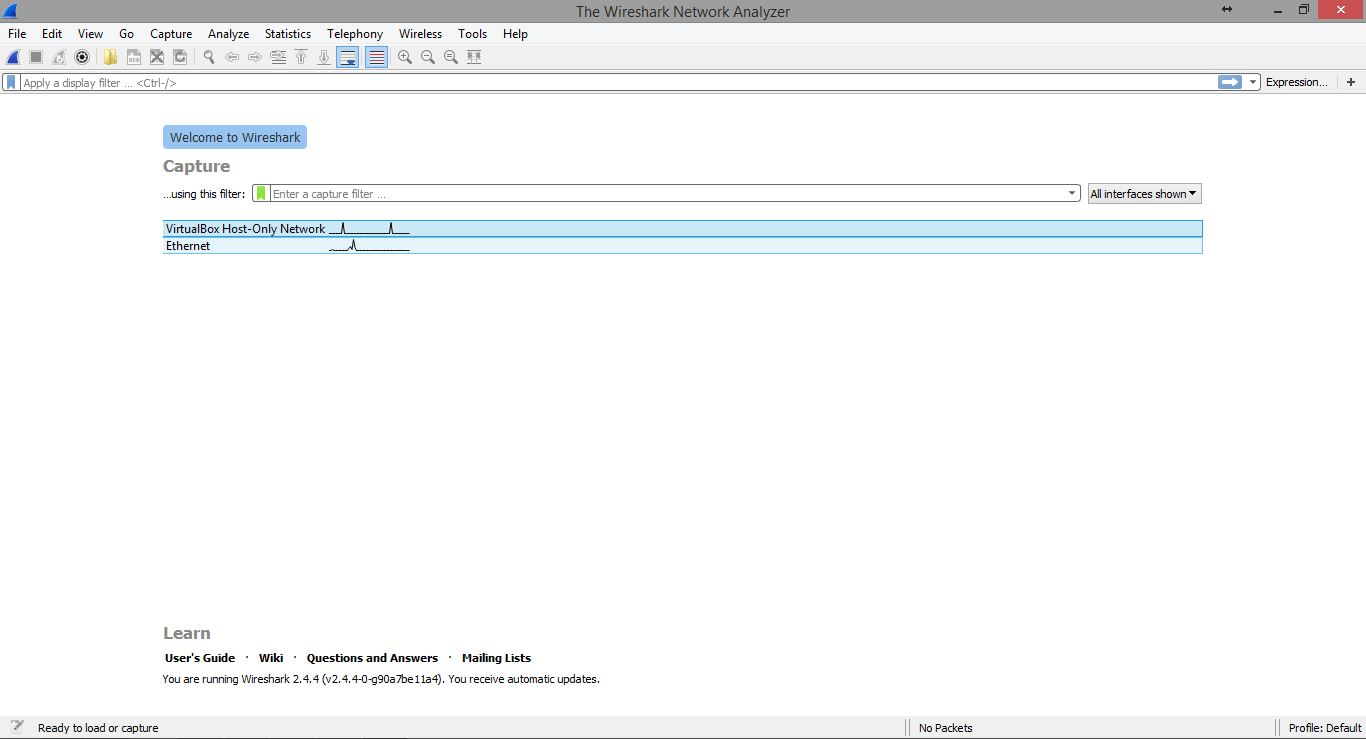 The Wireshark Network Analyzer
File Edit View Go Capture Analyze Statistics Telephony Wireless Tools Help
Apply a display filter ... <Ctrl-/> Expression... +
Welcome to Wireshark
Capture
...using this filter: Enter a capture filter ... All interfaces shown
VirtualBox Host-Only Network
Ethernet
Learn
User's Guide · Wiki · Questions and Answers · Mailing Lists
You are running Wireshark 2.4.4 (v2.4.4-0-g90a7be11a4). You receive automatic updates.
Ready to load or capture No Packets Profile: Default